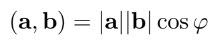 (𝐚, 𝐛) = |𝐚||𝐛| cos φ